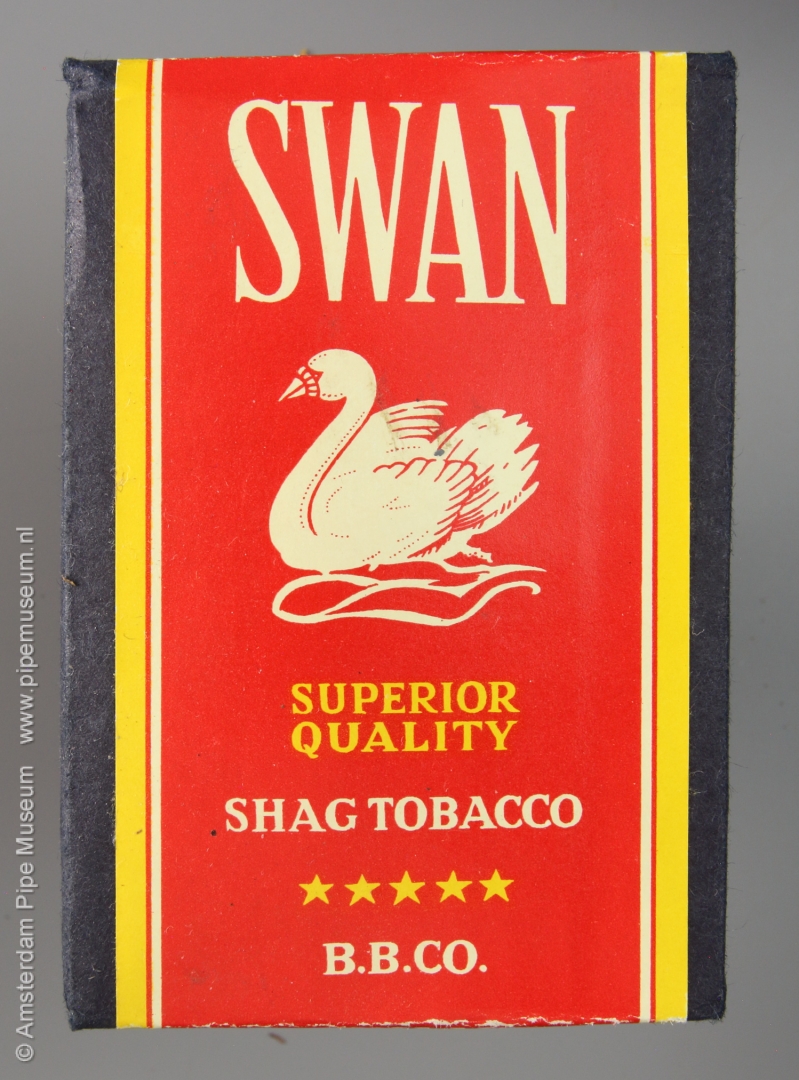 SWAN
SUPERIOR
QUALITY
SHAG TOBACCO
B.B.CO.
© Amsterdam Pipe Museum www.pipemuseum.nl